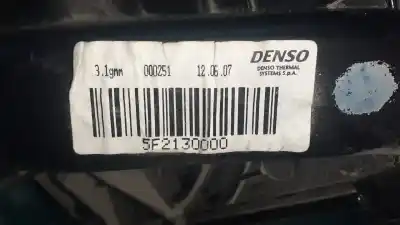 3.1gmm 000251 12.06.07 DENSO
DENSO THERMAL
SYSTEMS S.p.A.
5F2130000